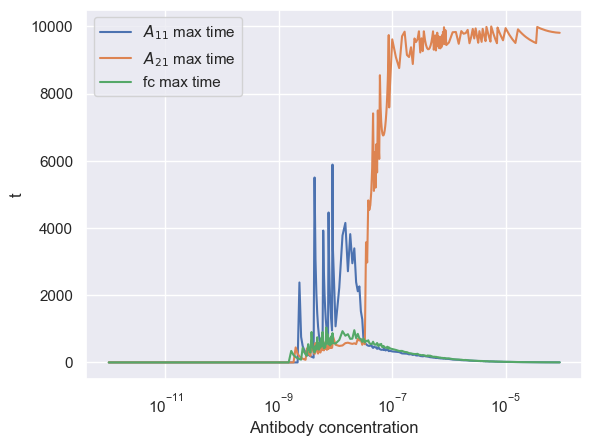 10000
8000
6000
4000
2000
0
t
A₁₁ max time
A₂₁ max time
fc max time
10⁻¹¹ 10⁻⁹ 10⁻⁷ 10⁻⁵
Antibody concentration